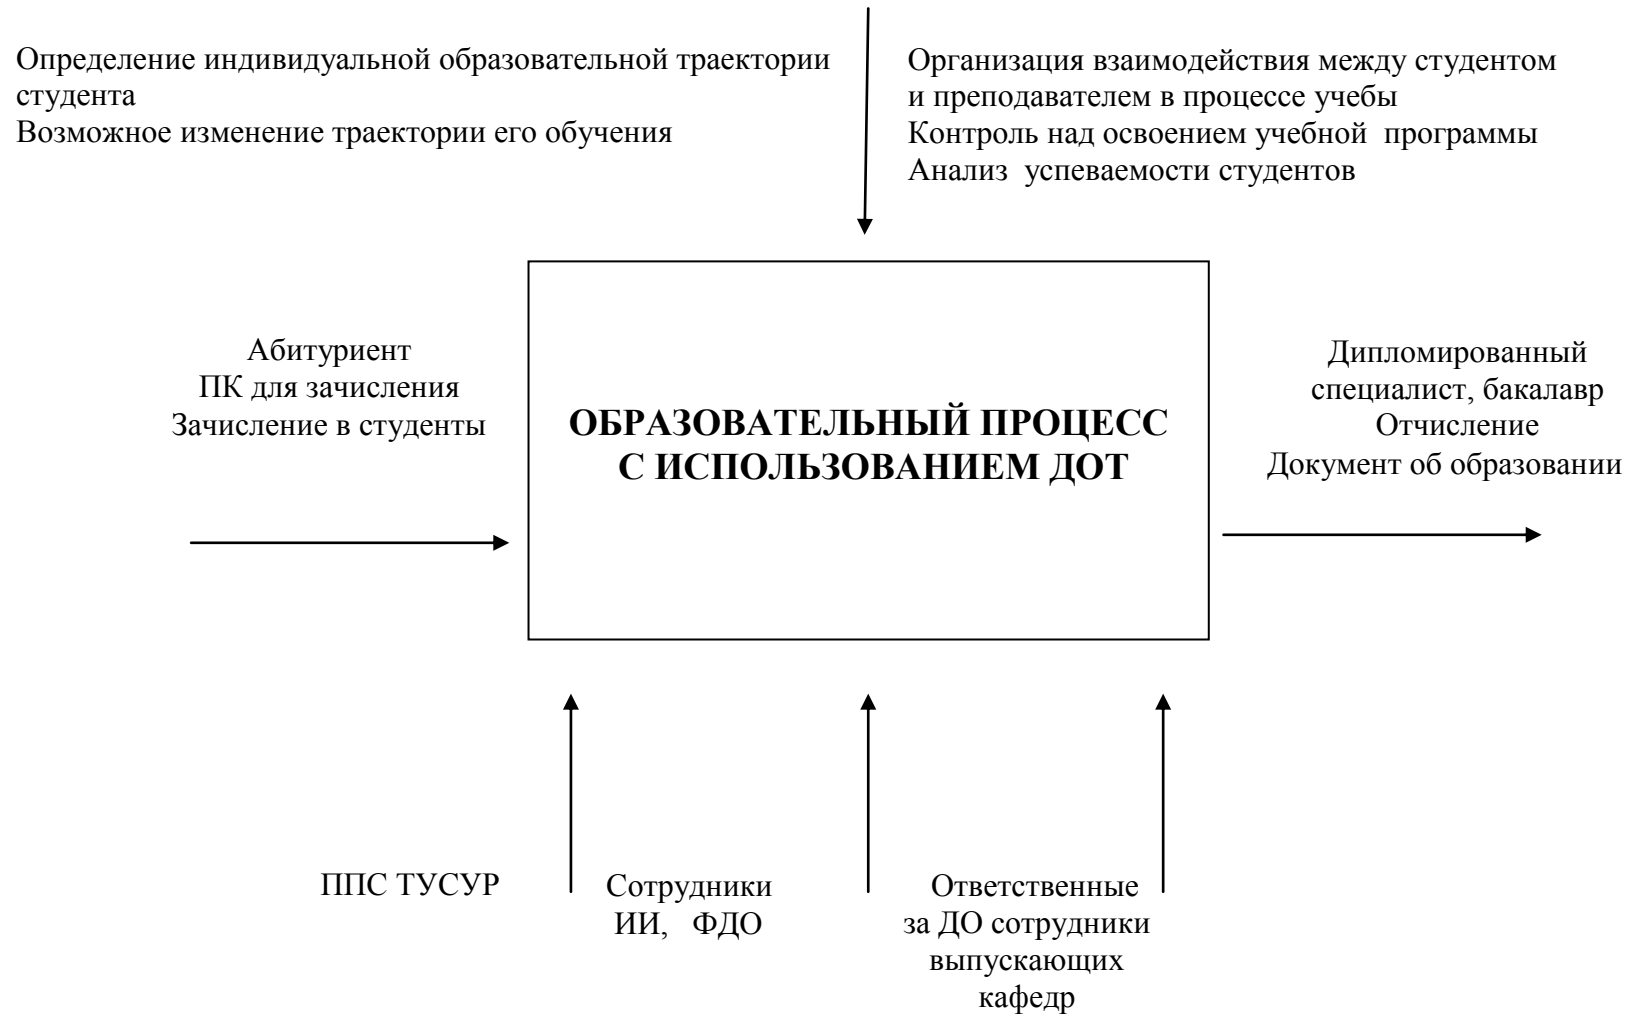 Определение индивидуальной образовательной траектории
студента
Возможное изменение траектории его обучения
Организация взаимодействия между студентом
и преподавателем в процессе учебы
Контроль над освоением учебной программы
Анализ успеваемости студентов
Абитуриент
ПК для зачисления
Зачисление в студенты
ОБРАЗОВАТЕЛЬНЫЙ ПРОЦЕСС
С ИСПОЛЬЗОВАНИЕМ ДОТ
Дипломированный
специалист, бакалавр
Отчисление
Документ об образовании
ППС ТУСУР
Сотрудники
ИИ, ФДО
Ответственные
за ДО сотрудники
выпускающих
кафедр